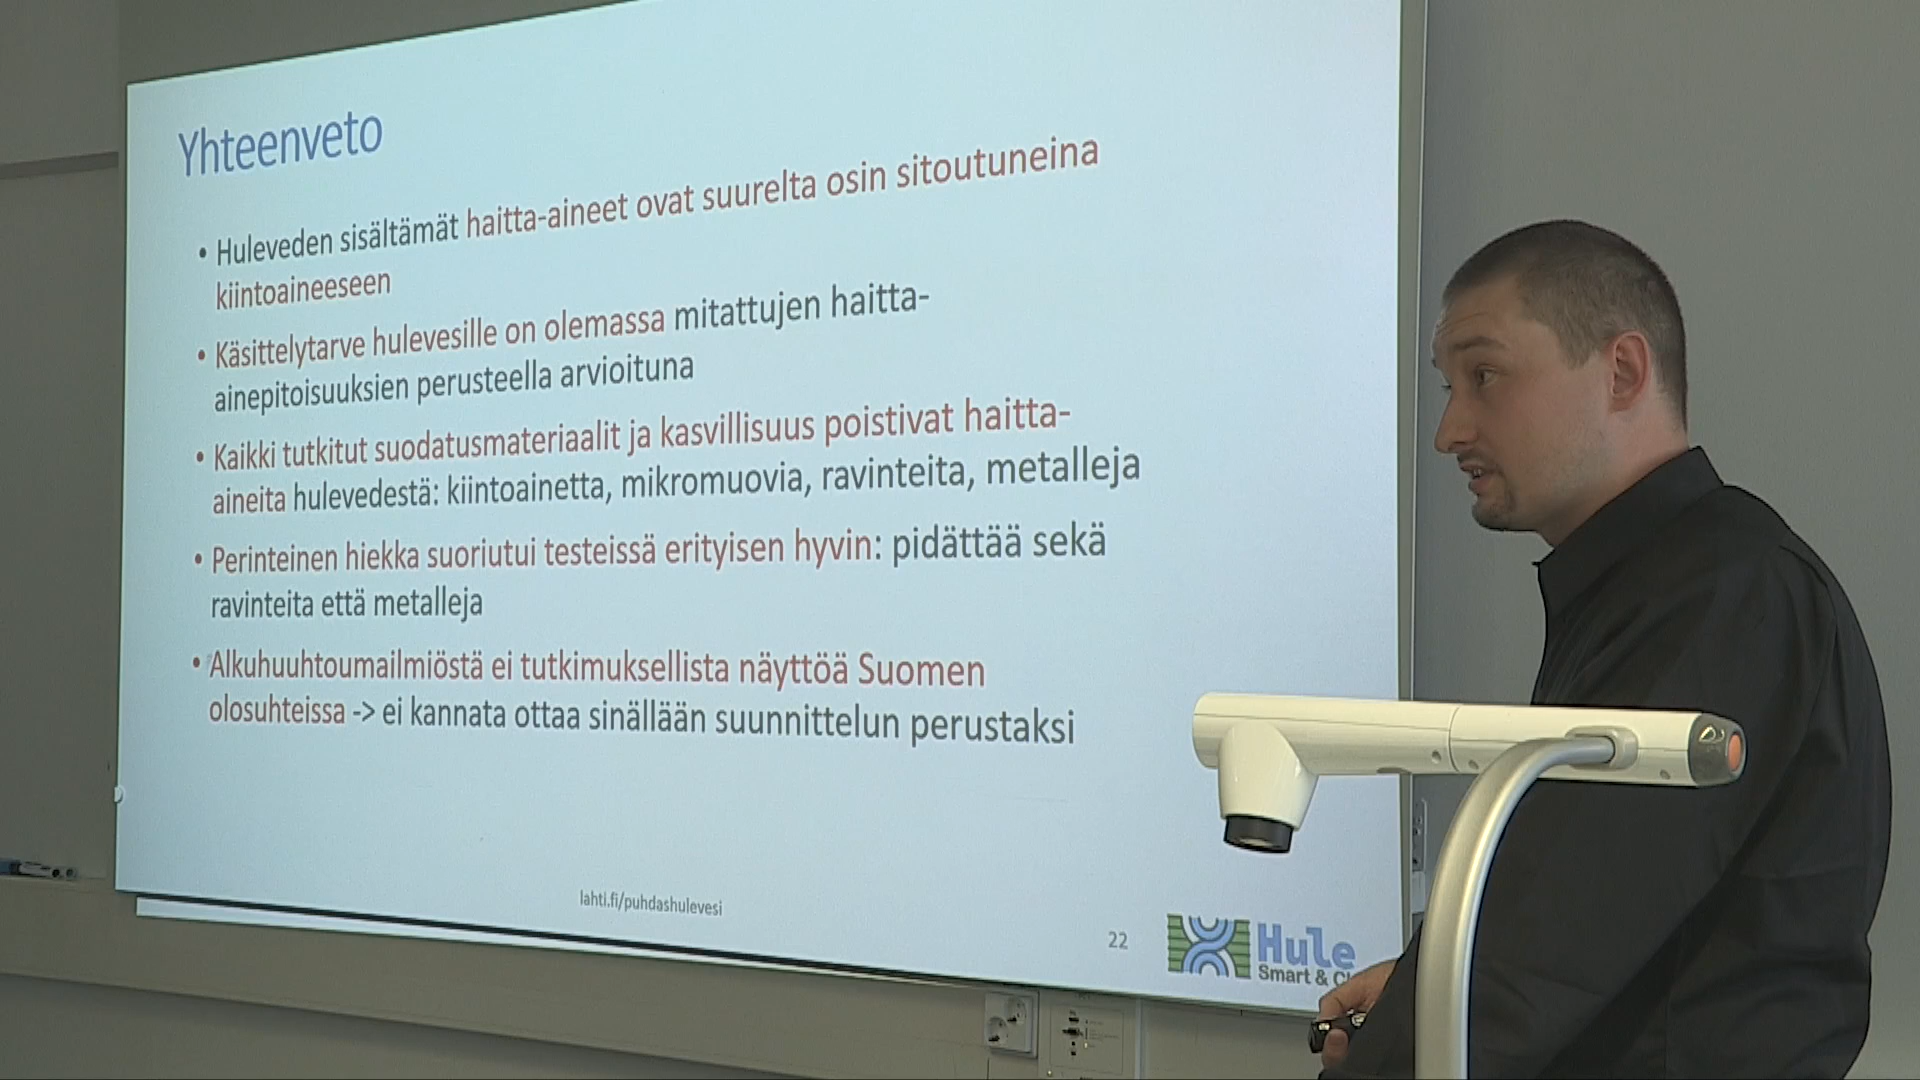 Yhteenveto
• Huleveden sisältämät haitta-aineet ovat suurelta osin sitoutuneina
kiintoaineeseen
• Käsittelytarve hulevesille on olemassa mitattujen haitta-
ainepitoisuuksien perusteella arvioituna
• Kaikki tutkitut suodatusmateriaalit ja kasvillisuus poistivat haitta-
aineita hulevedestä: kiintoainetta, mikromuovia, ravinteita, metalleja
• Perinteinen hiekka suoriutui testeissä erityisen hyvin: pidättää sekä
ravinteita että metalleja
• Alkuhuuhtoumailmiöstä ei tutkimuksellista näyttöä Suomen
olosuhteissa -> ei kannata ottaa sinällään suunnittelun perustaksi
lahti.fi/puhdashulevesi
22
Hule
Smart &